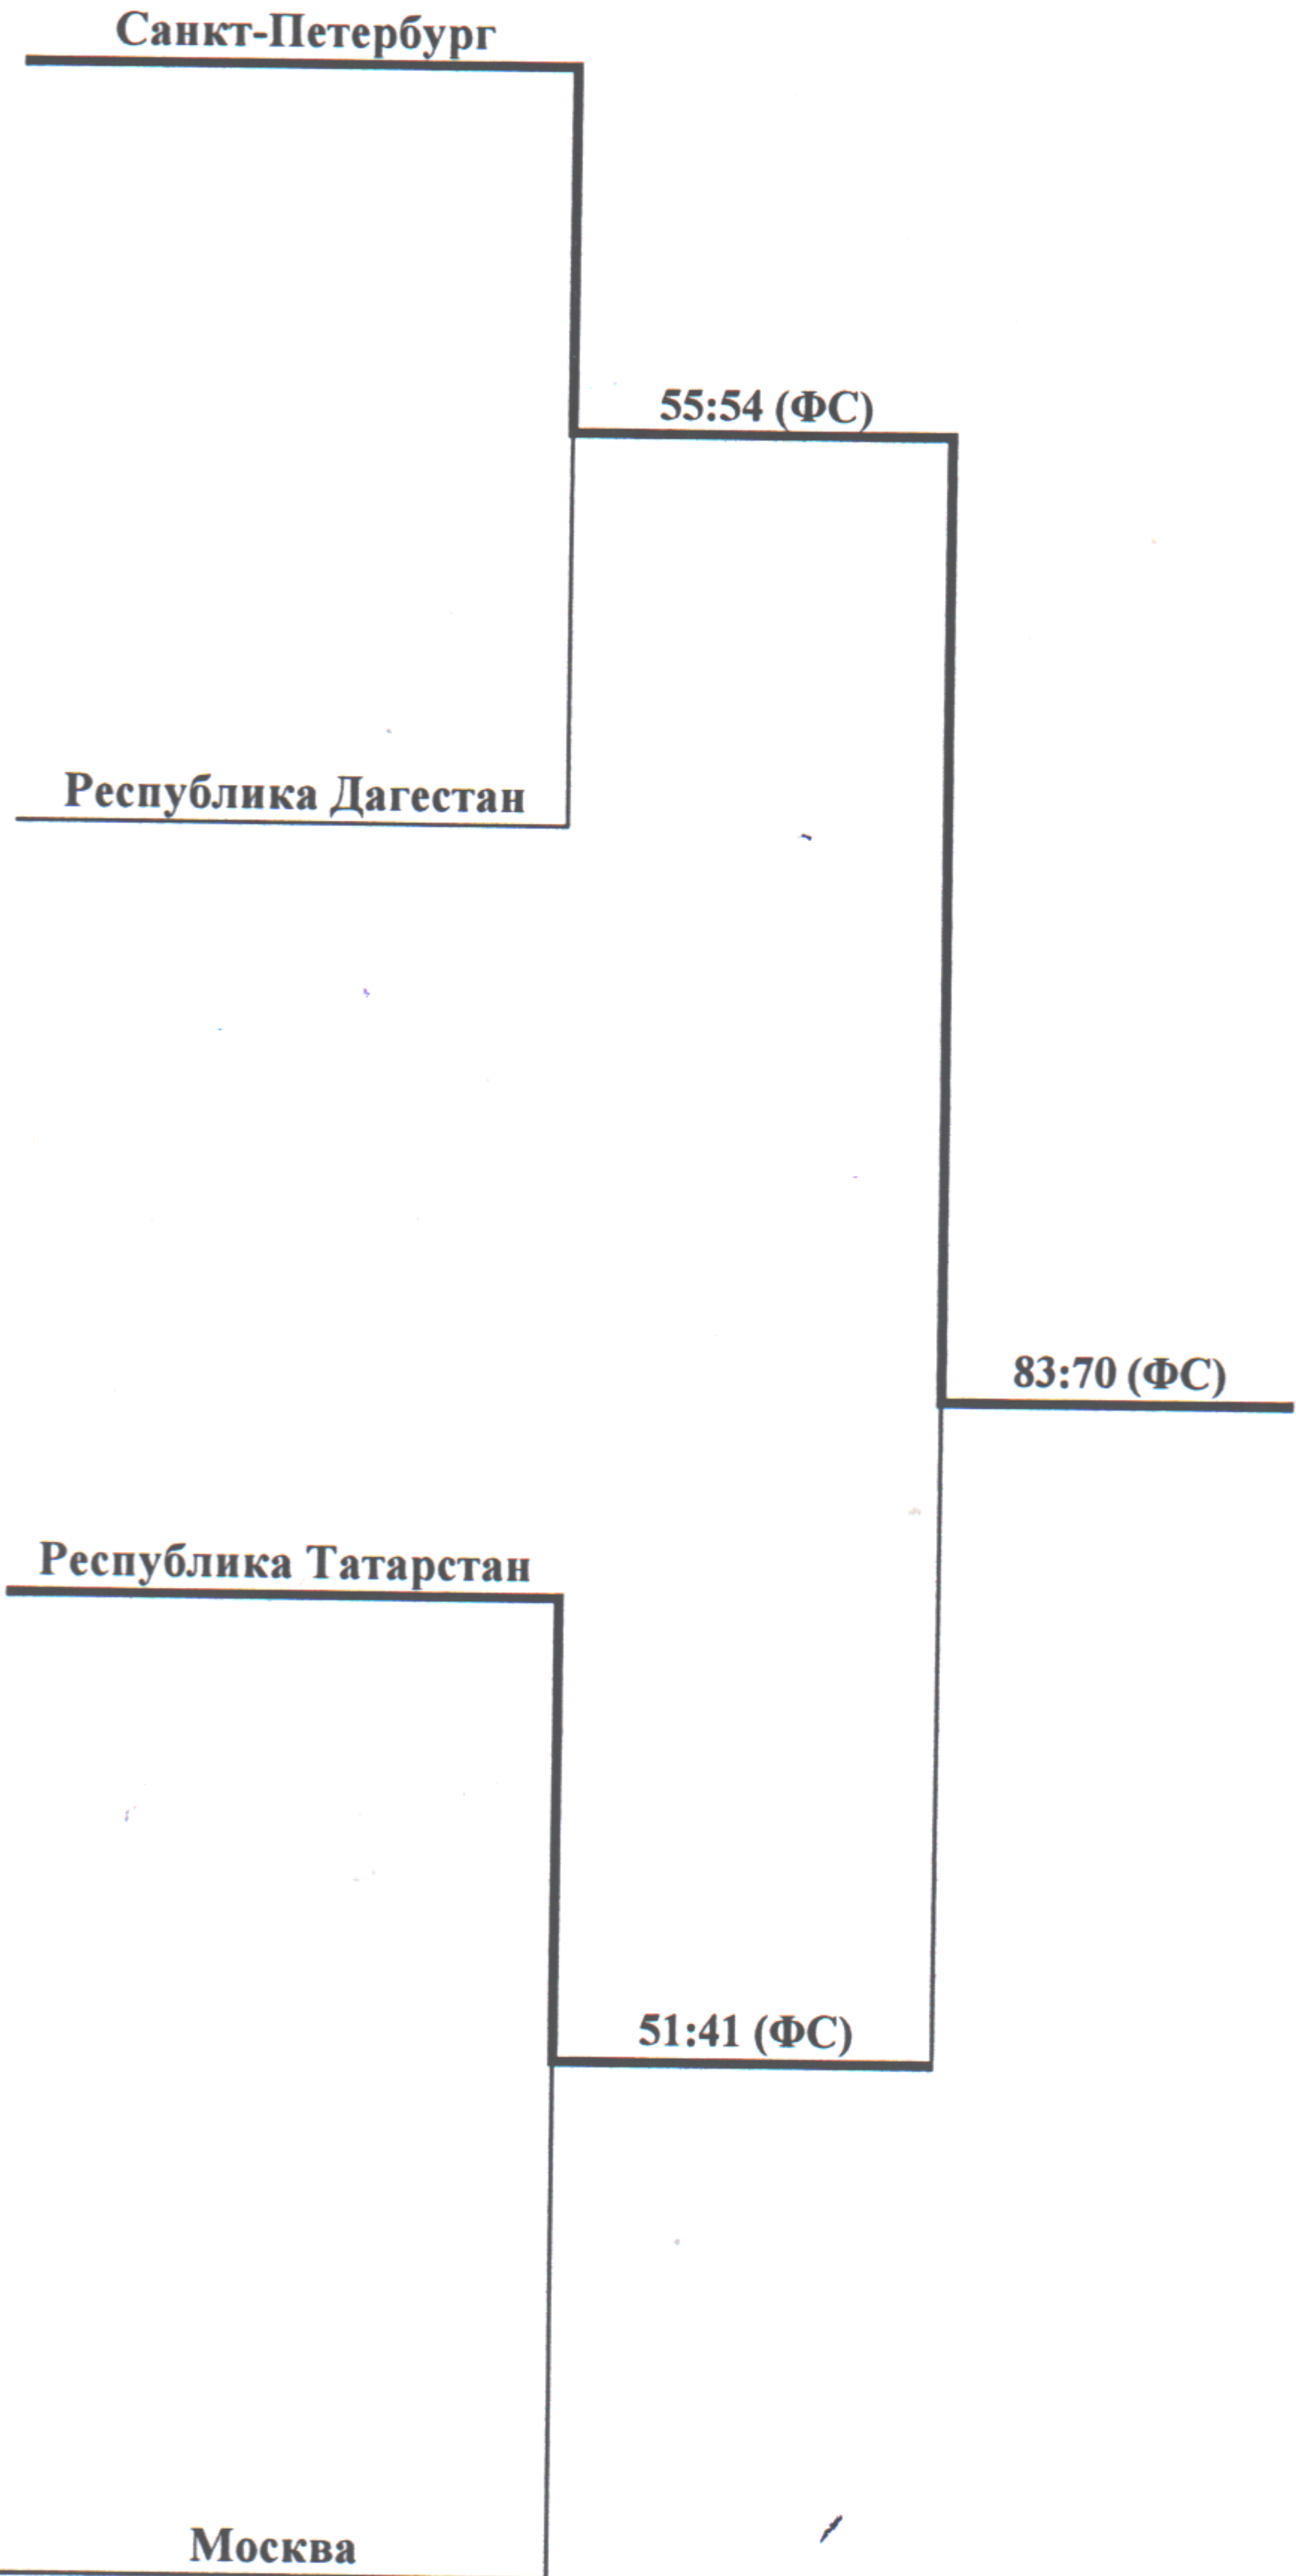 Санкт-Петербург
55:54 (ФС)
Республика Дагестан
83:70 (ФС)
Республика Татарстан
51:41 (ФС)
Москва